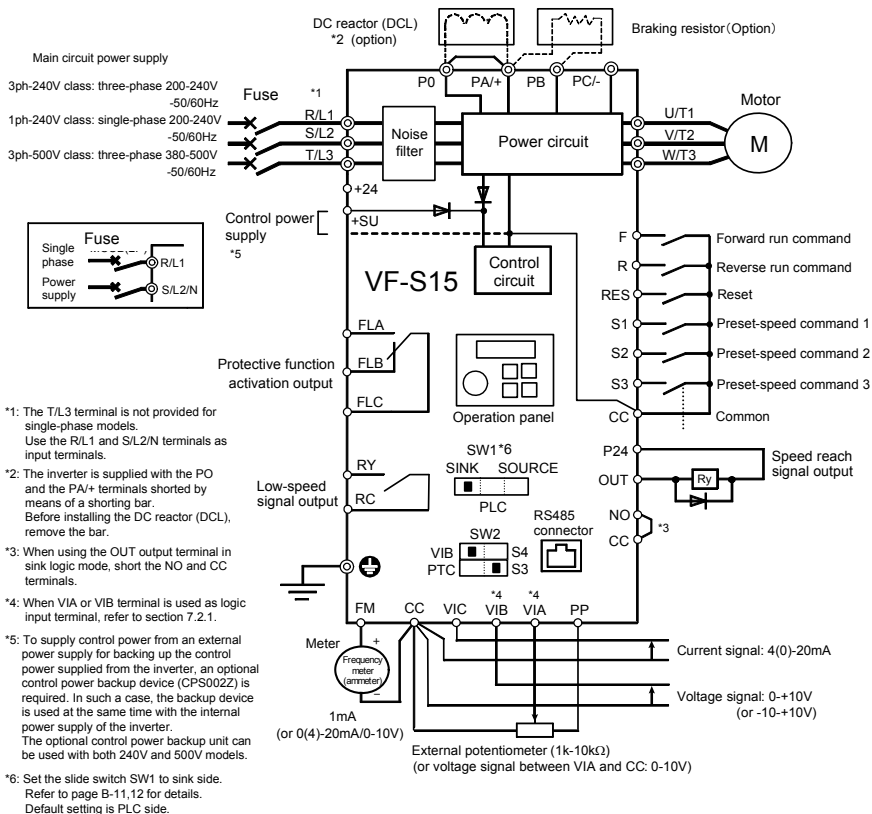 DC reactor (DCL)
*2 (option)
Braking resistor(Option)
Main circuit power supply
3ph-240V class: three-phase 200-240V
-50/60Hz
1ph-240V class: single-phase 200-240V
-50/60Hz
3ph-500V class: three-phase 380-500V
-50/60Hz
Fuse
*1
R/L1
S/L2
T/L3
P0
PA/+
PB
PC/-
Noise
filter
Power circuit
U/T1
V/T2
W/T3
Motor
M
+24
+SU
Control power
supply
*5
Control
circuit
VF-S15
Fuse
Single
phase
Power
supply
R/L1
S/L2/N
F
Forward run command
R
Reverse run command
RES
Reset
S1
Preset-speed command 1
S2
Preset-speed command 2
S3
Preset-speed command 3
CC
Common
FLA
FLB
FLC
Protective function
activation output
Operation panel
P24
OUT
Ry
Speed reach
signal output
NO
CC
*3
RY
RC
Low-speed
signal output
SW1*6
SINK SOURCE
PLC
SW2
VIB S4
PTC S3
RS485
connector
FM
CC
VIC
*4
VIB
*4
VIA
PP
Meter
+
Frequency
meter
(ammeter)
−
1mA
(or 0(4)-20mA/0-10V)
Current signal: 4(0)-20mA
Voltage signal: 0-+10V
(or -10-+10V)
External potentiometer (1k-10kΩ)
(or voltage signal between VIA and CC: 0-10V)
*1: The T/L3 terminal is not provided for
single-phase models.
Use the R/L1 and S/L2/N terminals as
input terminals.
*2: The inverter is supplied with the PO
and the PA/+ terminals shorted by
means of a shorting bar.
Before installing the DC reactor (DCL),
remove the bar.
*3: When using the OUT output terminal in
sink logic mode, short the NO and CC
terminals.
*4: When VIA or VIB terminal is used as logic
input terminal, refer to section 7.2.1.
*5: To supply control power from an external
power supply for backing up the control
power supplied from the inverter, an optional
control power backup device (CPS002Z) is
required. In such a case, the backup device
is used at the same time with the internal
power supply of the inverter.
The optional control power backup unit can
be used with both 240V and 500V models.
*6: Set the slide switch SW1 to sink side.
Refer to page B-11,12 for details.
Default setting is PLC side.